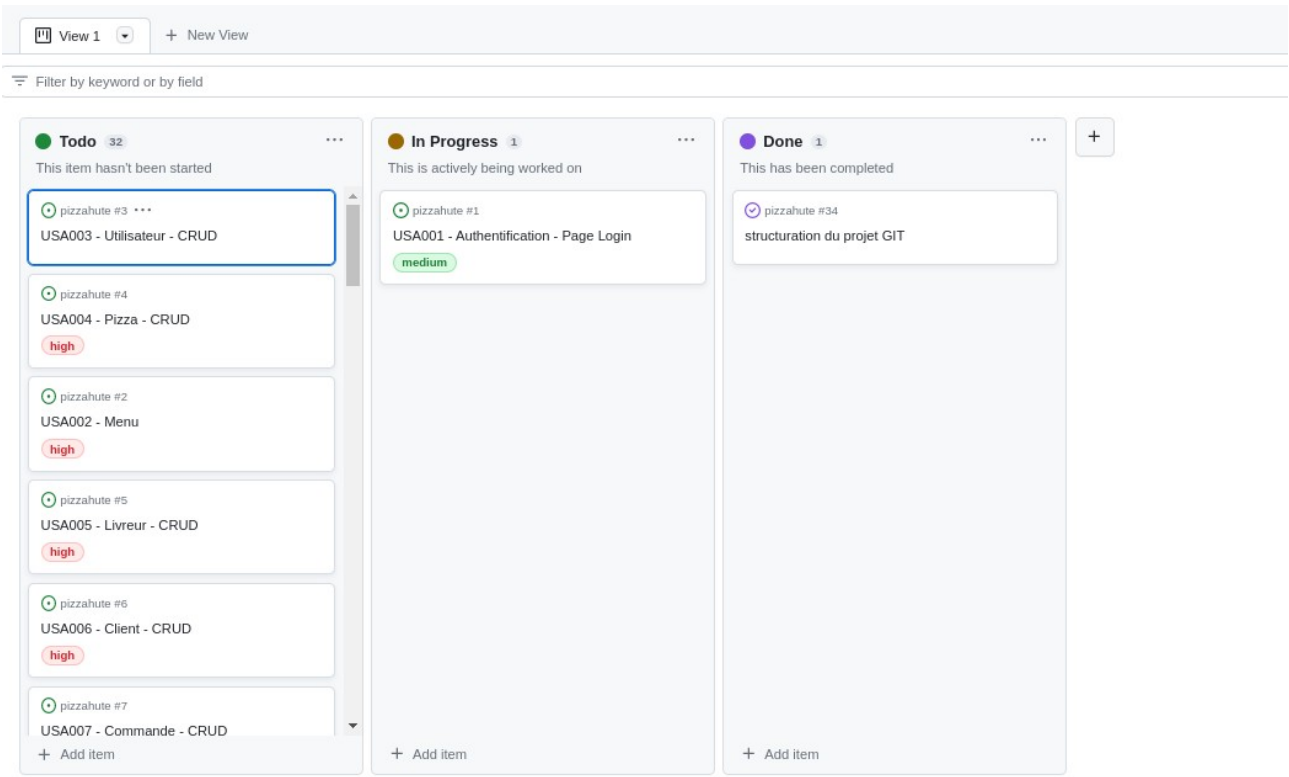 View 1
New View
Filter by keyword or by field
Todo 32
This item hasn't been started
pizzahute #3
USA003 - Utilisateur - CRUD
pizzahute #4
USA004 - Pizza - CRUD
high
pizzahute #2
USA002 - Menu
high
pizzahute #5
USA005 - Livreur - CRUD
high
pizzahute #6
USA006 - Client - CRUD
high
pizzahute #7
USA007 - Commande - CRUD
+ Add item
In Progress 1
This is actively being worked on
pizzahute #1
USA001 - Authentification - Page Login
medium
+ Add item
Done 1
This has been completed
pizzahute #34
structuration du projet GIT
+ Add item